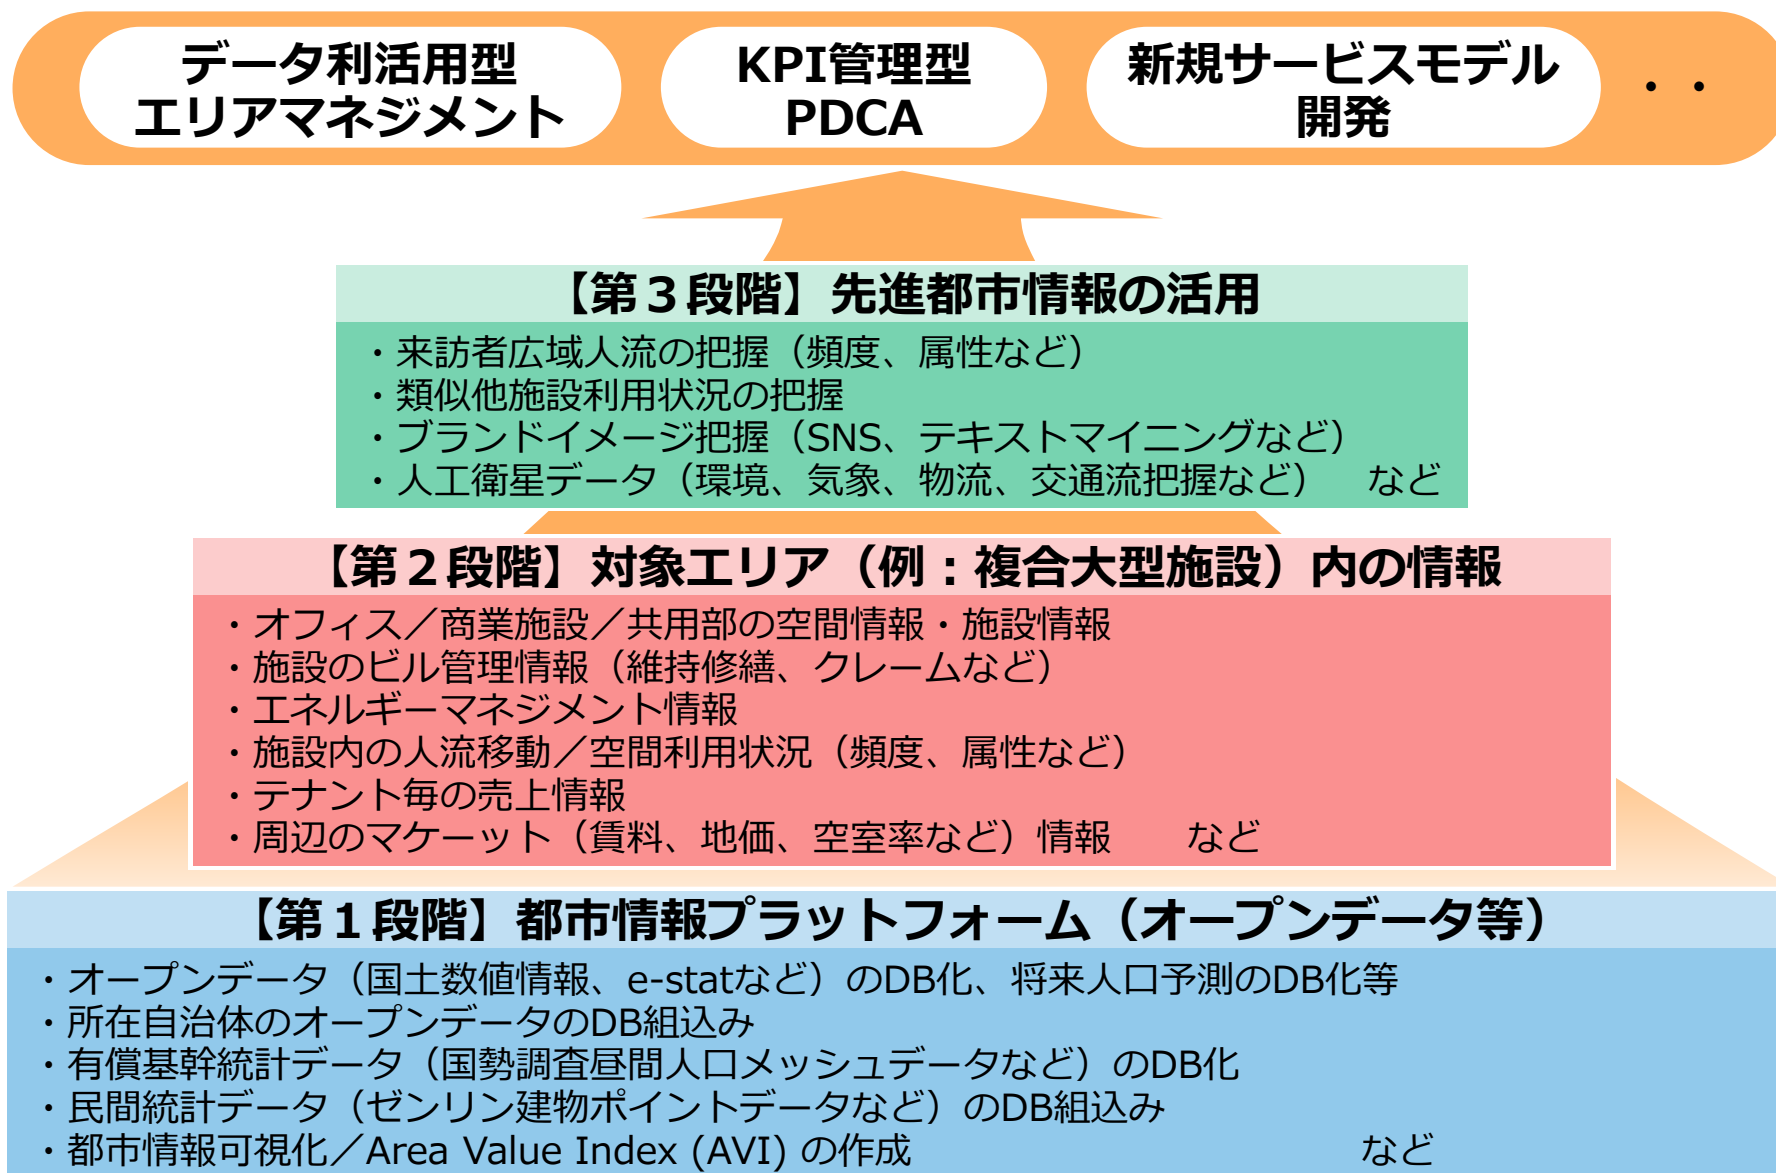 データ利活用型
エリアマネジメント
KPI管理型
PDCA
新規サービスモデル
開発
・・
【第３段階】先進都市情報の活用
・来訪者広域人流の把握（頻度、属性など）
・類似他施設利用状況の把握
・ブランドイメージ把握（SNS、テキストマイニングなど）
・人工衛星データ（環境、気象、物流、交通流把握など）　など
【第２段階】対象エリア（例：複合大型施設）内の情報
・オフィス／商業施設／共用部の空間情報・施設情報
・施設のビル管理情報（維持修繕、クレームなど）
・エネルギーマネジメント情報
・施設内の人流移動／空間利用状況（頻度、属性など）
・テナント毎の売上情報
・周辺のマケーット（賃料、地価、空室率など）情報　　など
【第１段階】都市情報プラットフォーム（オープンデータ等）
・オープンデータ（国土数値情報、e-statなど）のDB化、将来人口予測のDB化等
・所在自治体のオープンデータのDB組込み
・有償基幹統計データ（国勢調査昼間人口メッシュデータなど）のDB化
・民間統計データ（ゼンリン建物ポイントデータなど）のDB組込み
・都市情報可視化／Area Value Index (AVI) の作成　　など